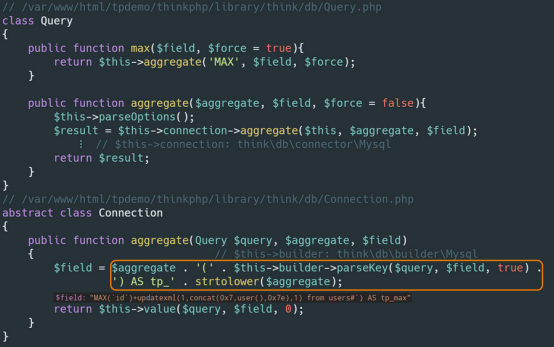 // /var/www/html/tpdemo/thinkphp/library/think/db/Query.php
class Query
{
    public function max($field, $force = true){
        return $this->aggregate('MAX', $field, $force);
    }
    public function aggregate($aggregate, $field, $force = false){
        $this->parseOptions();
        $result = $this->connection->aggregate($this, $aggregate, $field);
            ⋮ // $this->connection: think\db\connector\Mysql
        return $result;
    }
}
// /var/www/html/tpdemo/thinkphp/library/think/db/Connection.php
abstract class Connection
{
    public function aggregate(Query $query, $aggregate, $field)
    {                           // $this->builder: think\db\builder\Mysql
        $field = $aggregate . '(' . $this->builder->parseKey($query, $field, true) .
        ') AS tp_' . strtolower($aggregate);
        $field: "MAX(`id`)+updatexml(1,concat(0x7,user(),0x7e),1) from users#`) AS tp_max"
        return $this->value($query, $field, 0);
    }
}